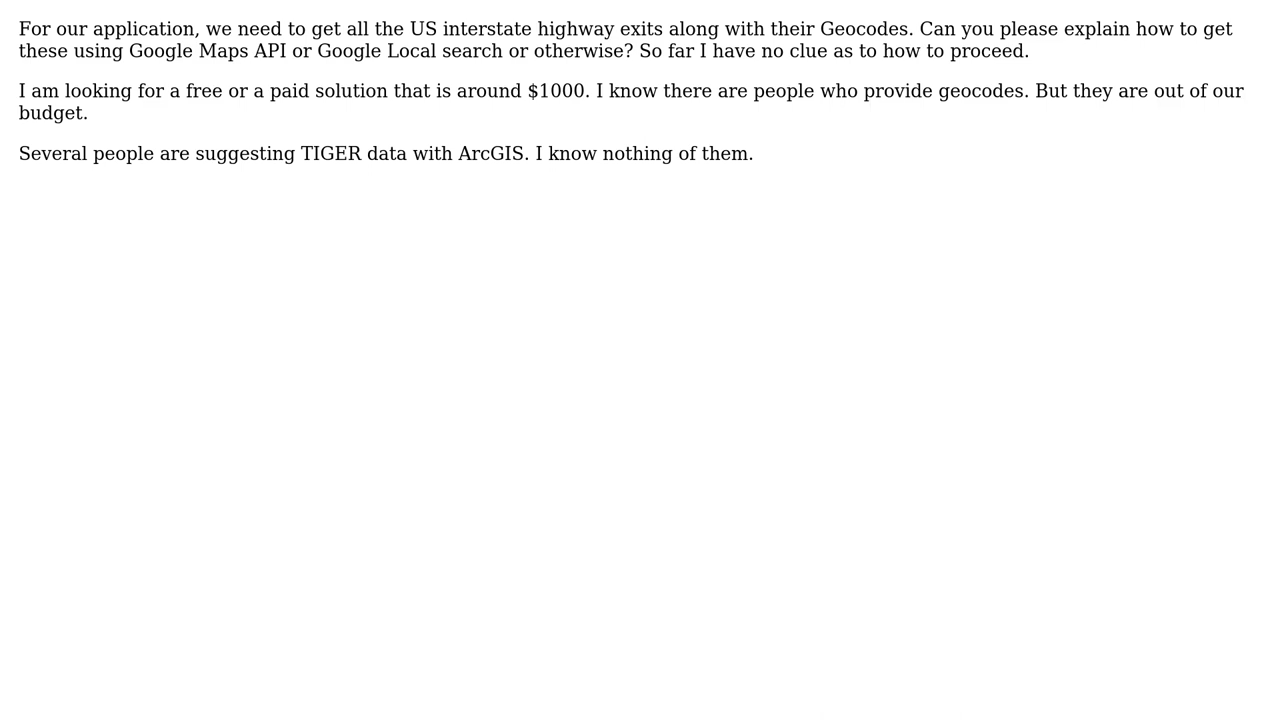 For our application, we need to get all the US interstate highway exits along with their Geocodes. Can you please explain how to get
these using Google Maps API or Google Local search or otherwise? So far I have no clue as to how to proceed.
I am looking for a free or a paid solution that is around $1000. I know there are people who provide geocodes. But they are out of our
budget.
Several people are suggesting TIGER data with ArcGIS. I know nothing of them.